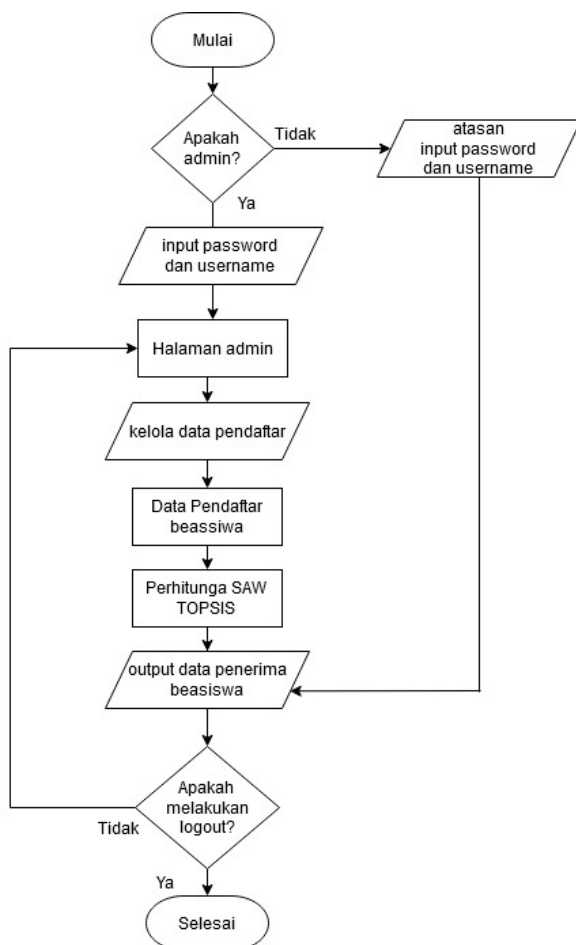 Mulai
Apakah
admin?
Tidak
atasan
input password
dan username
Ya
input password
dan username
Halaman admin
kelola data pendaftar
Data Pendaftar
beassiwa
Perhitunga SAW
TOPSIS
output data penerima
beasiswa
Apakah
melakukan
logout?
Tidak
Ya
Selesai